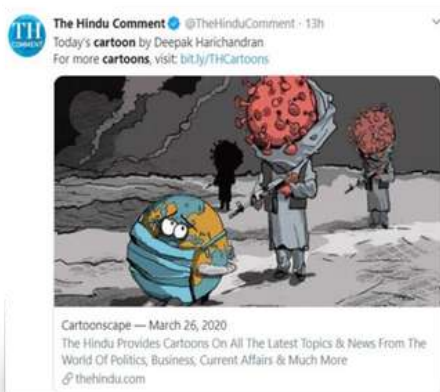 TH
COMMENT
The Hindu Comment @TheHinduComment · 13h
Today's cartoon by Deepak Harichandran
For more cartoons, visit: bit.ly/THCartoons
Cartoonscape — March 26, 2020
The Hindu Provides Cartoons On All The Latest Topics & News From The
World Of Politics, Business, Current Affairs & Much More
thehindu.com